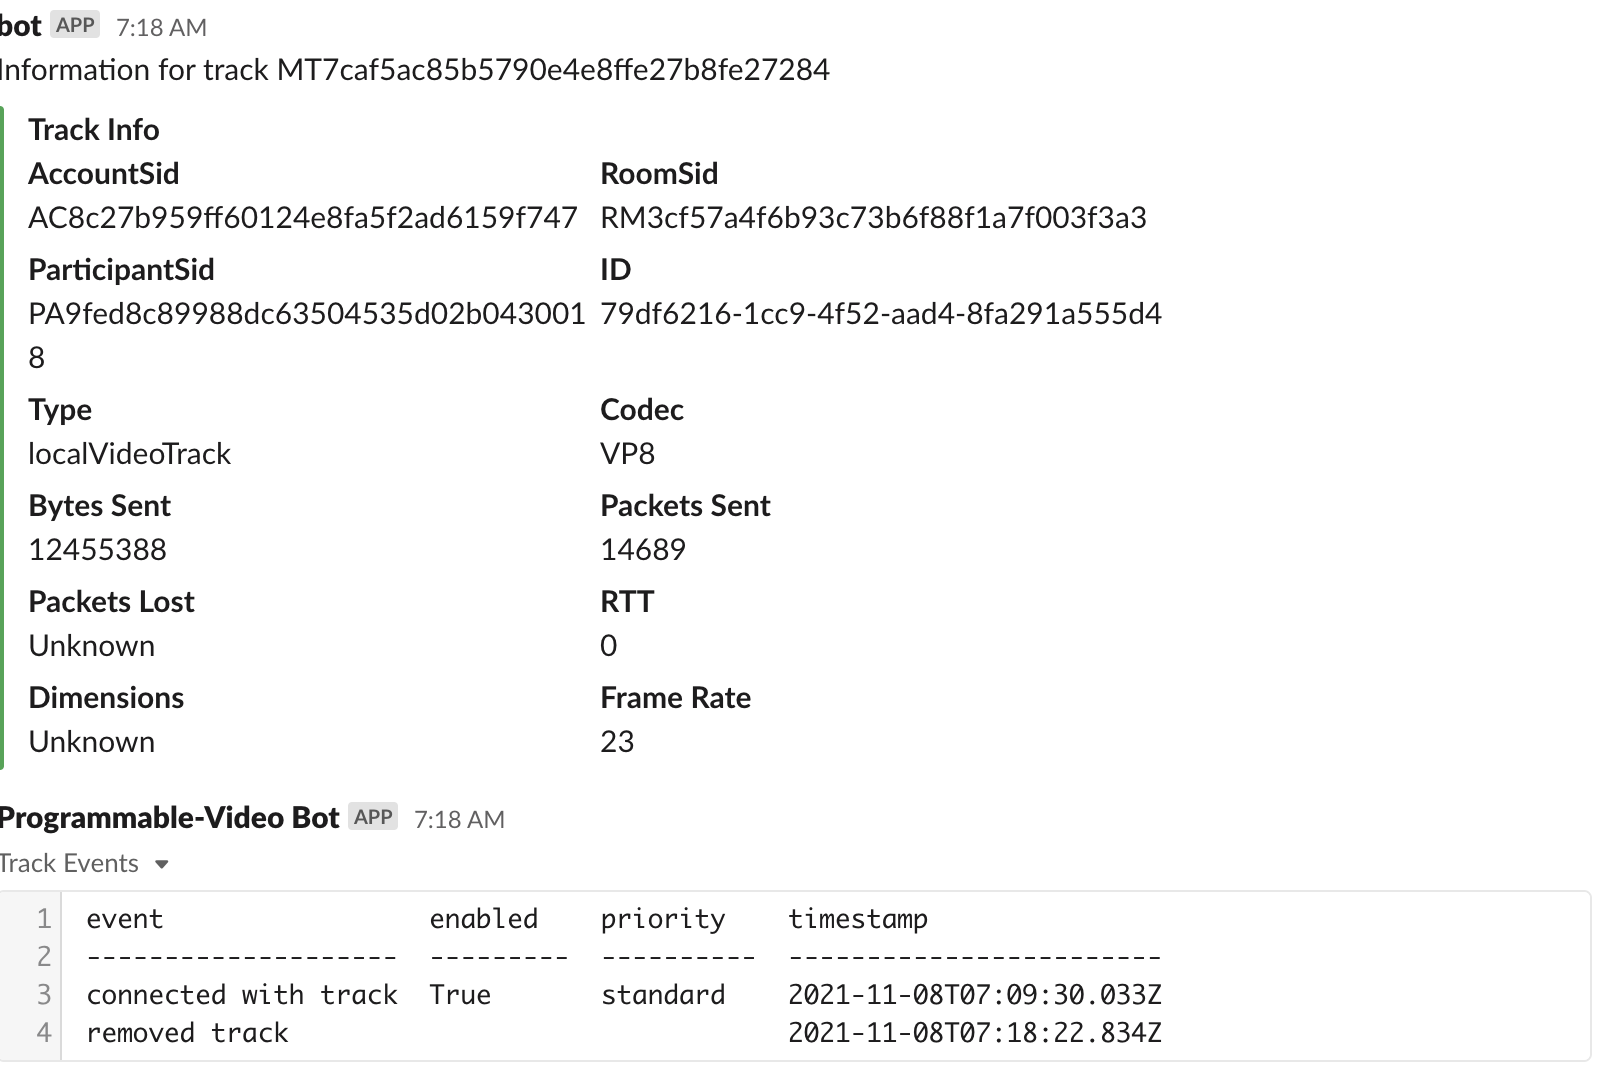 bot APP 7:18 AM
Information for track MT7caf5ac85b5790e4e8ffe27b8fe27284
Track Info
AccountSid RoomSid
AC8c27b959ff60124e8fa5f2ad6159f747 RM3cf57a4f6b93c73b6f88f1a7f003f3a3
ParticipantSid ID
PA9fed8c89988dc63504535d02b043001 79df6216-1cc9-4f52-aad4-8fa291a555d4
8
Type Codec
localVideoTrack VP8
Bytes Sent Packets Sent
12455388 14689
Packets Lost RTT
Unknown 0
Dimensions Frame Rate
Unknown 23
Programmable-Video Bot APP 7:18 AM
Track Events
1 event enabled priority timestamp
2 -------------------- --------- ---------- ------------------------
3 connected with track True standard 2021-11-08T07:09:30.033Z
4 removed track 2021-11-08T07:18:22.834Z